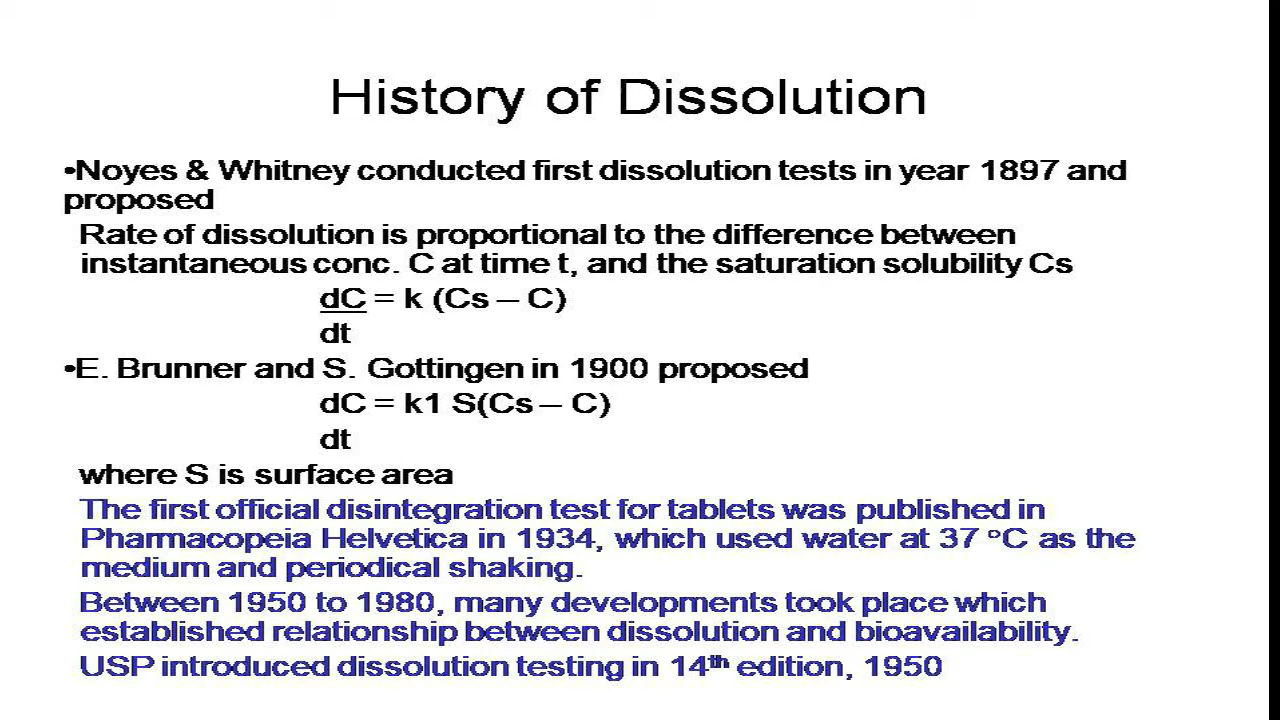 History of Dissolution
•Noyes & Whitney conducted first dissolution tests in year 1897 and
proposed
Rate of dissolution is proportional to the difference between
instantaneous conc. C at time t, and the saturation solubility Cs
dC = k (Cs – C)
dt
•E. Brunner and S. Gottingen in 1900 proposed
dC = k1 S(Cs – C)
dt
where S is surface area
The first official disintegration test for tablets was published in
Pharmacopeia Helvetica in 1934, which used water at 37 °C as the
medium and periodical shaking.
Between 1950 to 1980, many developments took place which
established relationship between dissolution and bioavailability.
USP introduced dissolution testing in 14th edition, 1950